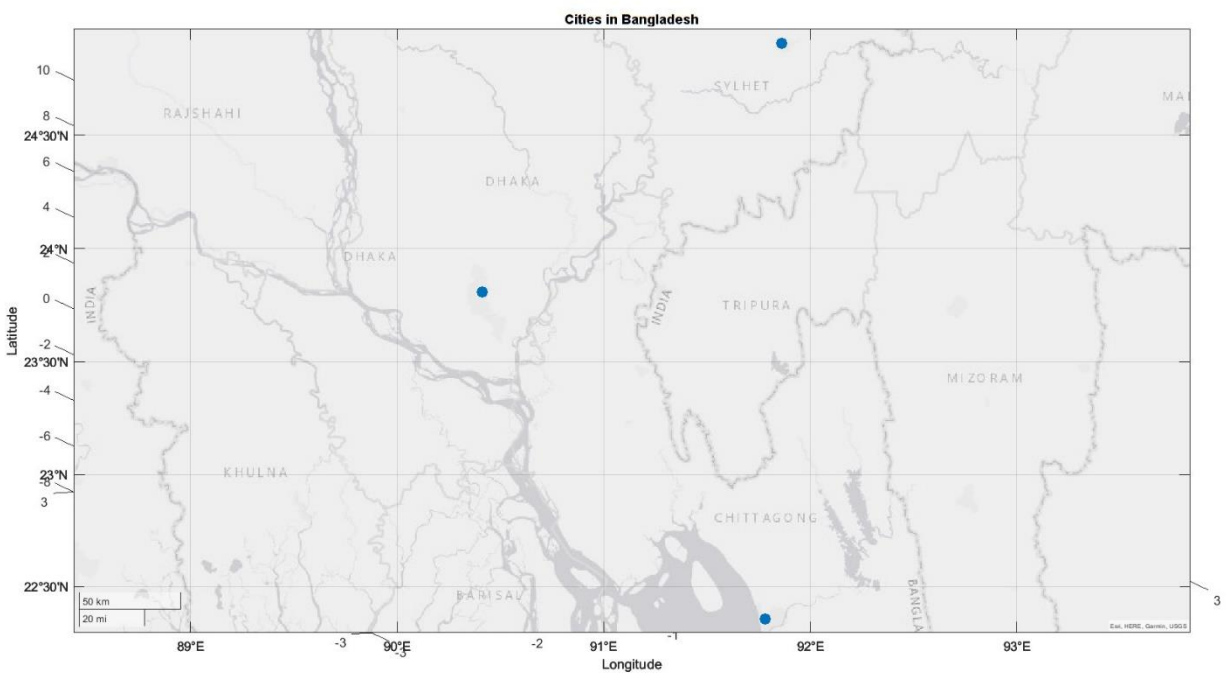 Cities in Bangladesh
SYLHET
10
RAJSHAHI
MAI
8
24°30'N
6
DHAKA
4
24°N
2
DHAKA
0
INDIA
INDIA
TRIPURA
Latitude
-2
23°30'N
MIZORAM
-4
-6
KHULNA
23°N
-8
3
CHITTAGONG
22°30'N
BARISAL
BANGLA
50 km
20 mi
3
Esri, HERE, Garmin, USGS
89°E
-3
90°E
-3
-2
91°E
-1
92°E
93°E
Longitude